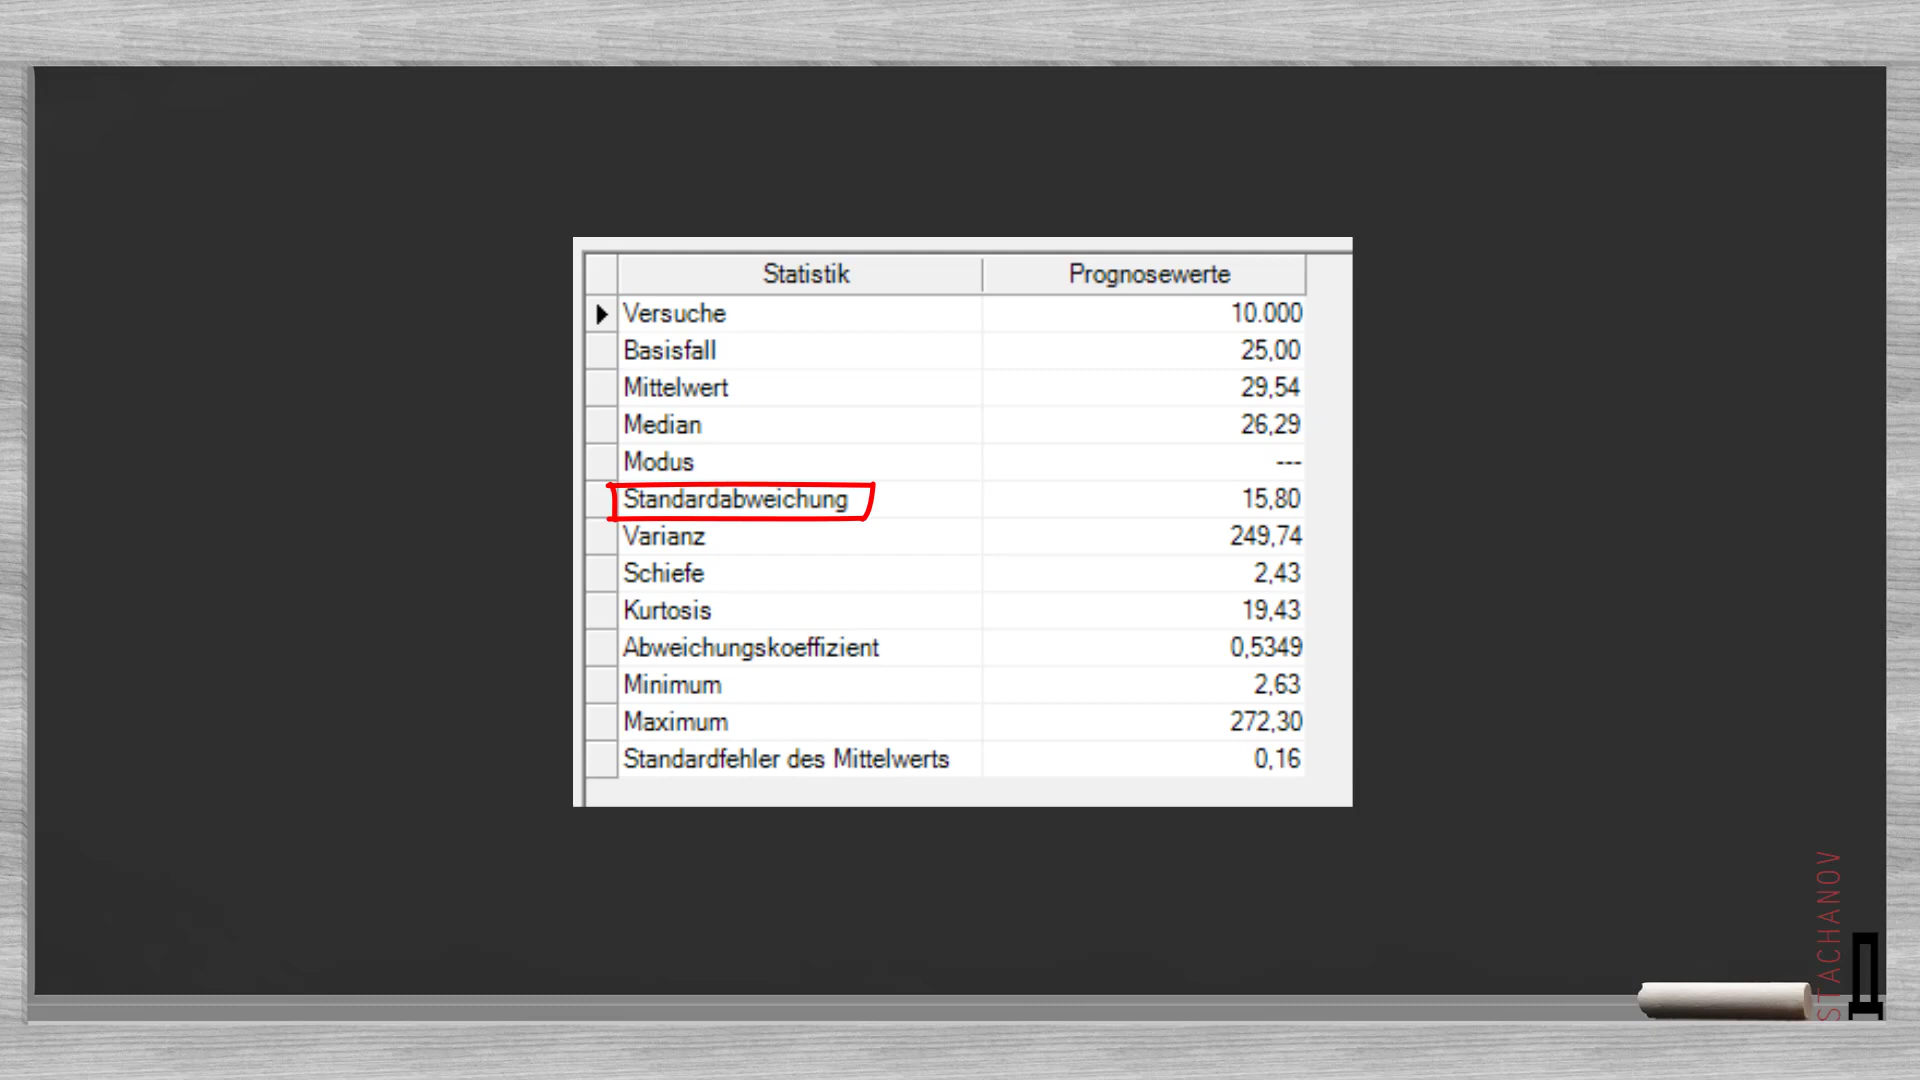 Statistik Prognosewerte
Versuche 10.000
Basisfall 25,00
Mittelwert 29,54
Median 26,29
Modus ---
Standardabweichung 15,80
Varianz 249,74
Schiefe 2,43
Kurtosis 19,43
Abweichungskoeffizient 0,5349
Minimum 2,63
Maximum 272,30
Standardfehler des Mittelwerts 0,16
STACHANOV